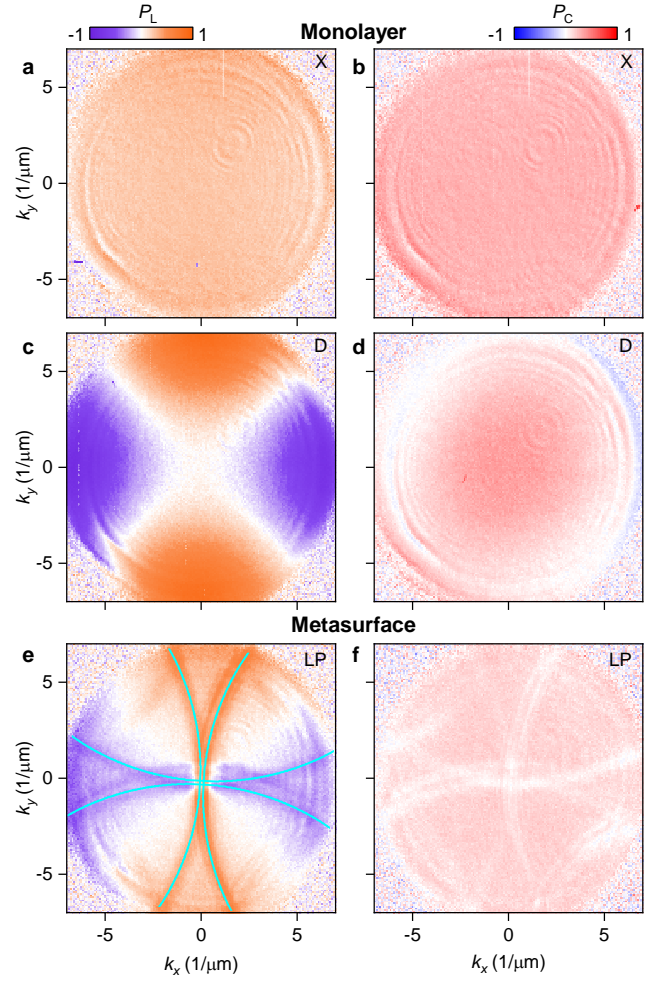 P_L P_C
-1 1 Monolayer -1 1
a X b X
5
0
-5
k_y (1/μm)
c D d D
5
0
-5
k_y (1/μm)
Metasurface
e LP f LP
5
0
-5
k_y (1/μm)
-5 0 5 -5 0 5
k_x (1/μm) k_x (1/μm)